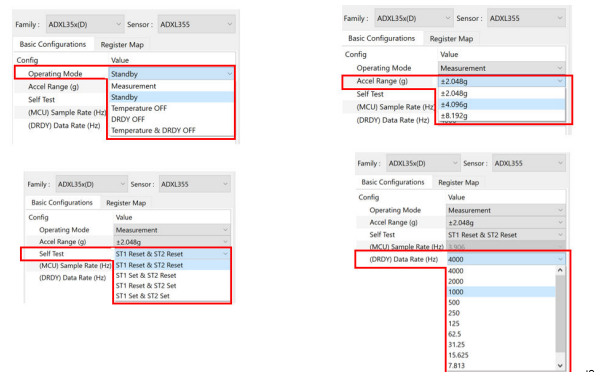 Family : ADXL35x(D) Sensor : ADXL355
Basic Configurations Register Map
Config Value
Operating Mode Standby
Accel Range (g) Measurement
Self Test Standby
(MCU) Sample Rate (Hz) Temperature OFF
(DRDY) Data Rate (Hz) DRDY OFF
Temperature & DRDY OFF
Family : ADXL35x(D) Sensor : ADXL355
Basic Configurations Register Map
Config Value
Operating Mode Measurement
Accel Range (g) ±2.048g
Self Test ±2.048g
(MCU) Sample Rate (Hz) ±4.096g
(DRDY) Data Rate (Hz) ±8.192g
Family : ADXL35x(D) Sensor : ADXL355
Basic Configurations Register Map
Config Value
Operating Mode Measurement
Accel Range (g) ±2.048g
Self Test ST1 Reset & ST2 Reset
(MCU) Sample Rate (Hz) ST1 Reset & ST2 Reset
(DRDY) Data Rate (Hz) ST1 Set & ST2 Reset
ST1 Reset & ST2 Set
ST1 Set & ST2 Set
Family : ADXL35x(D) Sensor : ADXL355
Basic Configurations Register Map
Config Value
Operating Mode Measurement
Accel Range (g) ±2.048g
Self Test ST1 Reset & ST2 Reset
(MCU) Sample Rate (Hz) 3.906
(DRDY) Data Rate (Hz) 4000
4000
2000
1000
500
250
125
62.5
31.25
15.625
7.813